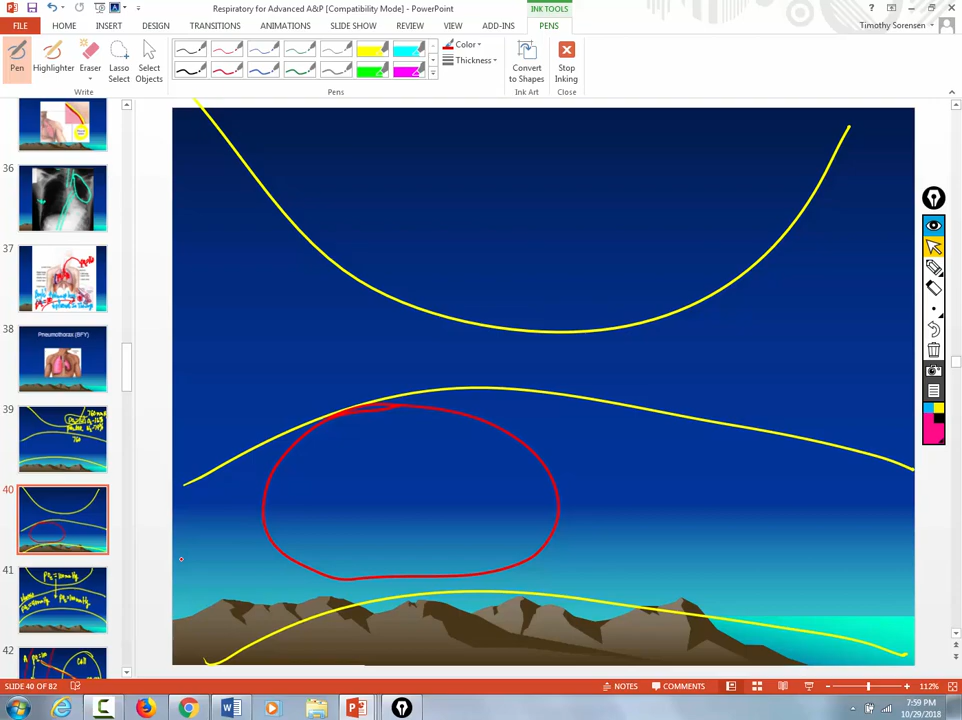 Respiratory for Advanced A&P [Compatibility Mode] - PowerPoint
INK TOOLS
FILE HOME INSERT DESIGN TRANSITIONS ANIMATIONS SLIDE SHOW REVIEW VIEW ADD-INS PENS
Timothy Sorensen
Pen Highlighter Eraser Lasso Select Select Objects
Color
Thickness
Convert to Shapes
Stop Inking
Write Pens Ink Art Close
36
37
38
Pneumothorax (BFY)
39
760
40
41
42
Cell
SLIDE 40 OF 82
NOTES COMMENTS
112%
7:59 PM
10/29/2018